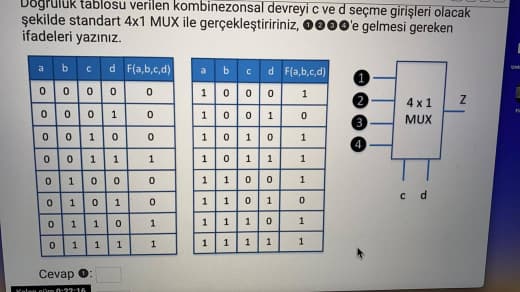 Doğruluk tablosu verilen kombinezonsal devreyi c ve d seçme girişleri olacak
şekilde standart 4x1 MUX ile gerçekleştiririniz, ❶❷❸❹'e gelmesi gereken
ifadeleri yazınız.
a b c d F(a,b,c,d)
0 0 0 0 0
0 0 0 1 0
0 0 1 0 0
0 0 1 1 1
0 1 0 0 0
0 1 0 1 0
0 1 1 0 1
0 1 1 1 1
a b c d F(a,b,c,d)
1 0 0 0 1
1 0 0 1 0
1 0 1 0 1
1 0 1 1 1
1 1 0 0 1
1 1 0 1 0
1 1 1 0 1
1 1 1 1 1
❶
❷
❸
❹
4 x 1
MUX
Z
c d
Cevap ❶:
Kalan süre 0:22:16